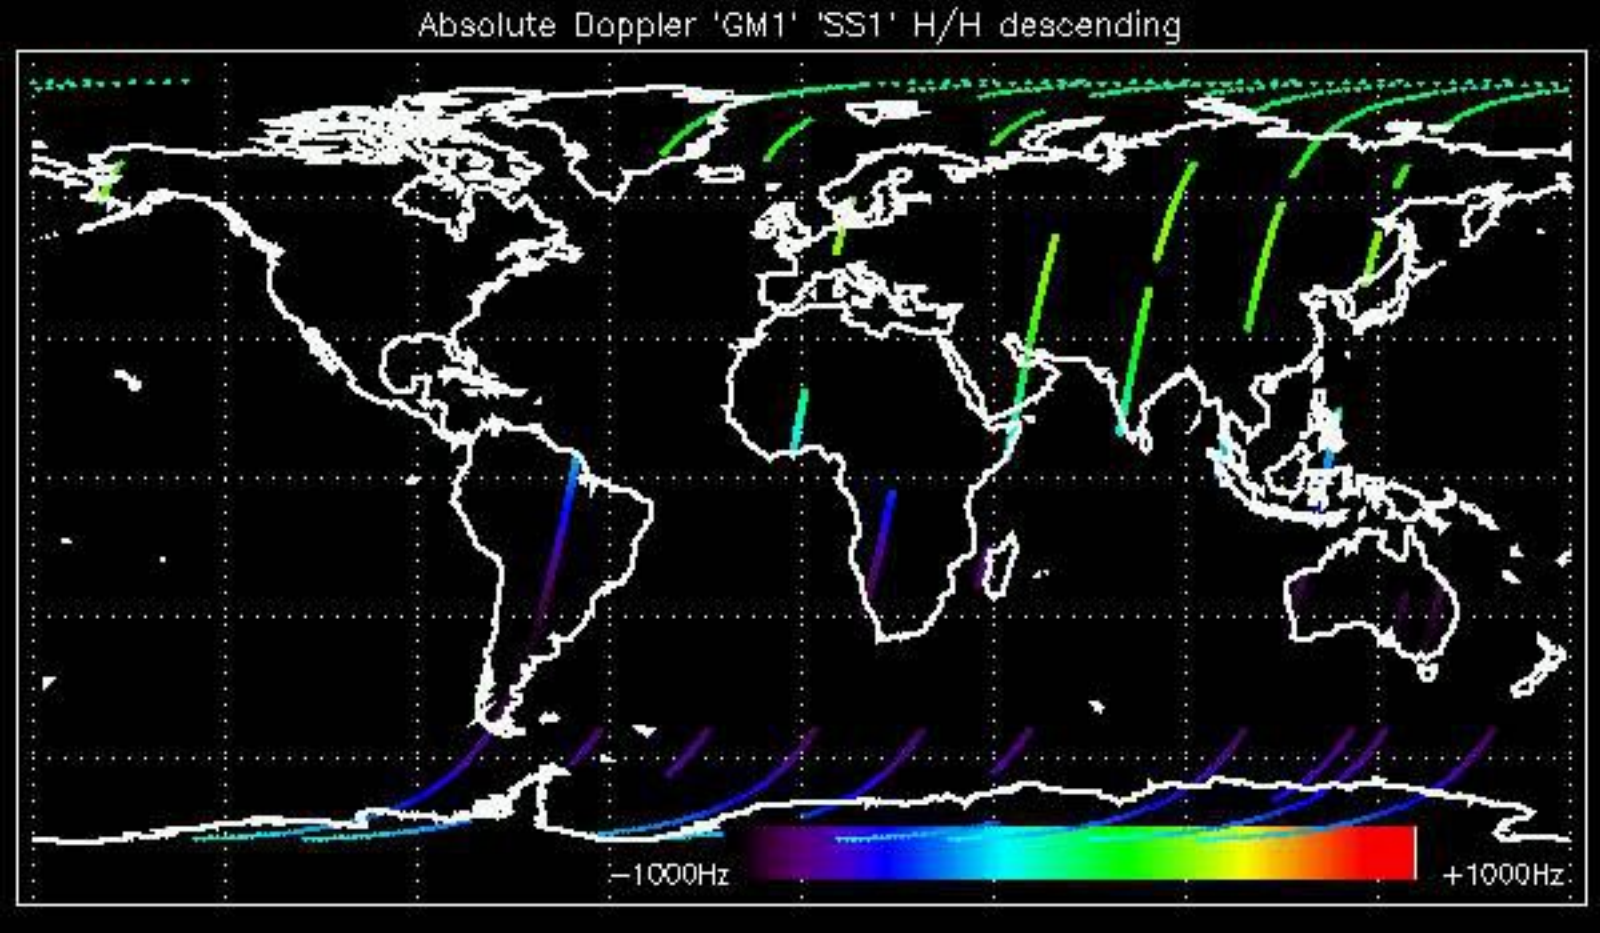 Absolute Doppler 'GM1' 'SS1' H/H descending
−1000Hz +1000Hz